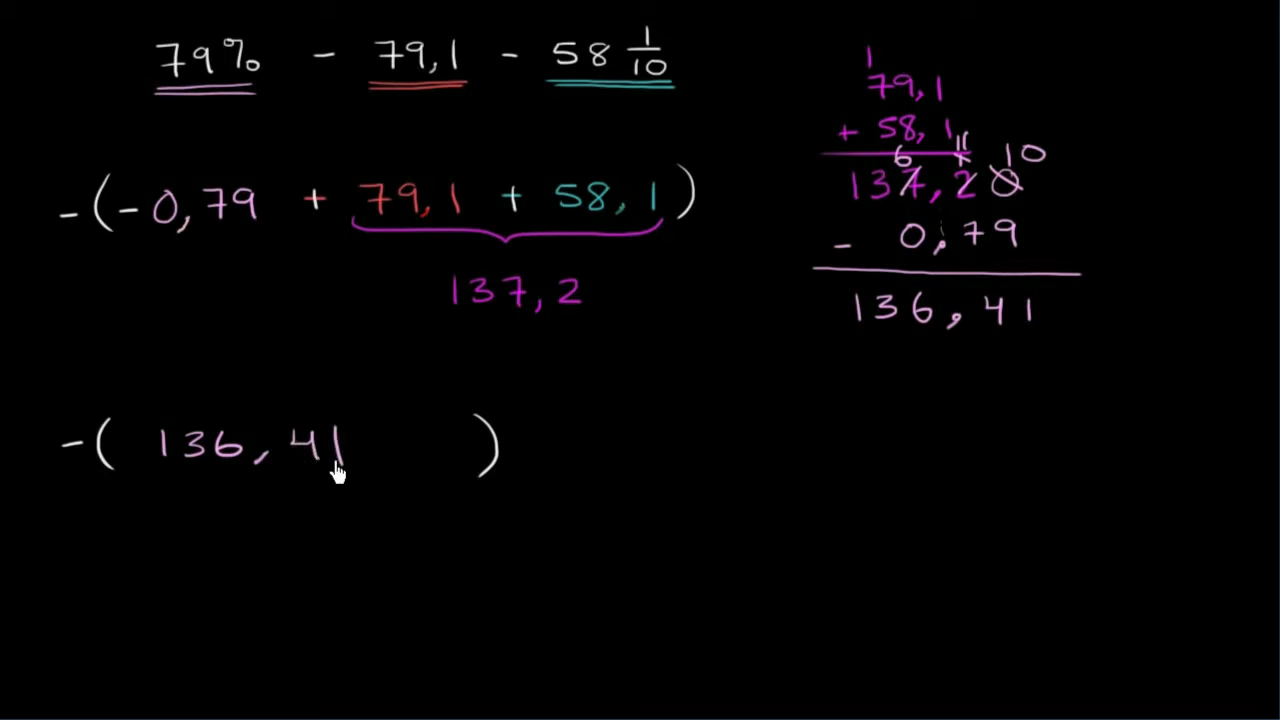 79% - 79,1 - 58 1/10
-(-0,79 + 79,1 + 58,1)
137,2
-( 136,41 )
1
79,1
+ 58,1
6 11 10
137,20
- 0,79
136,41